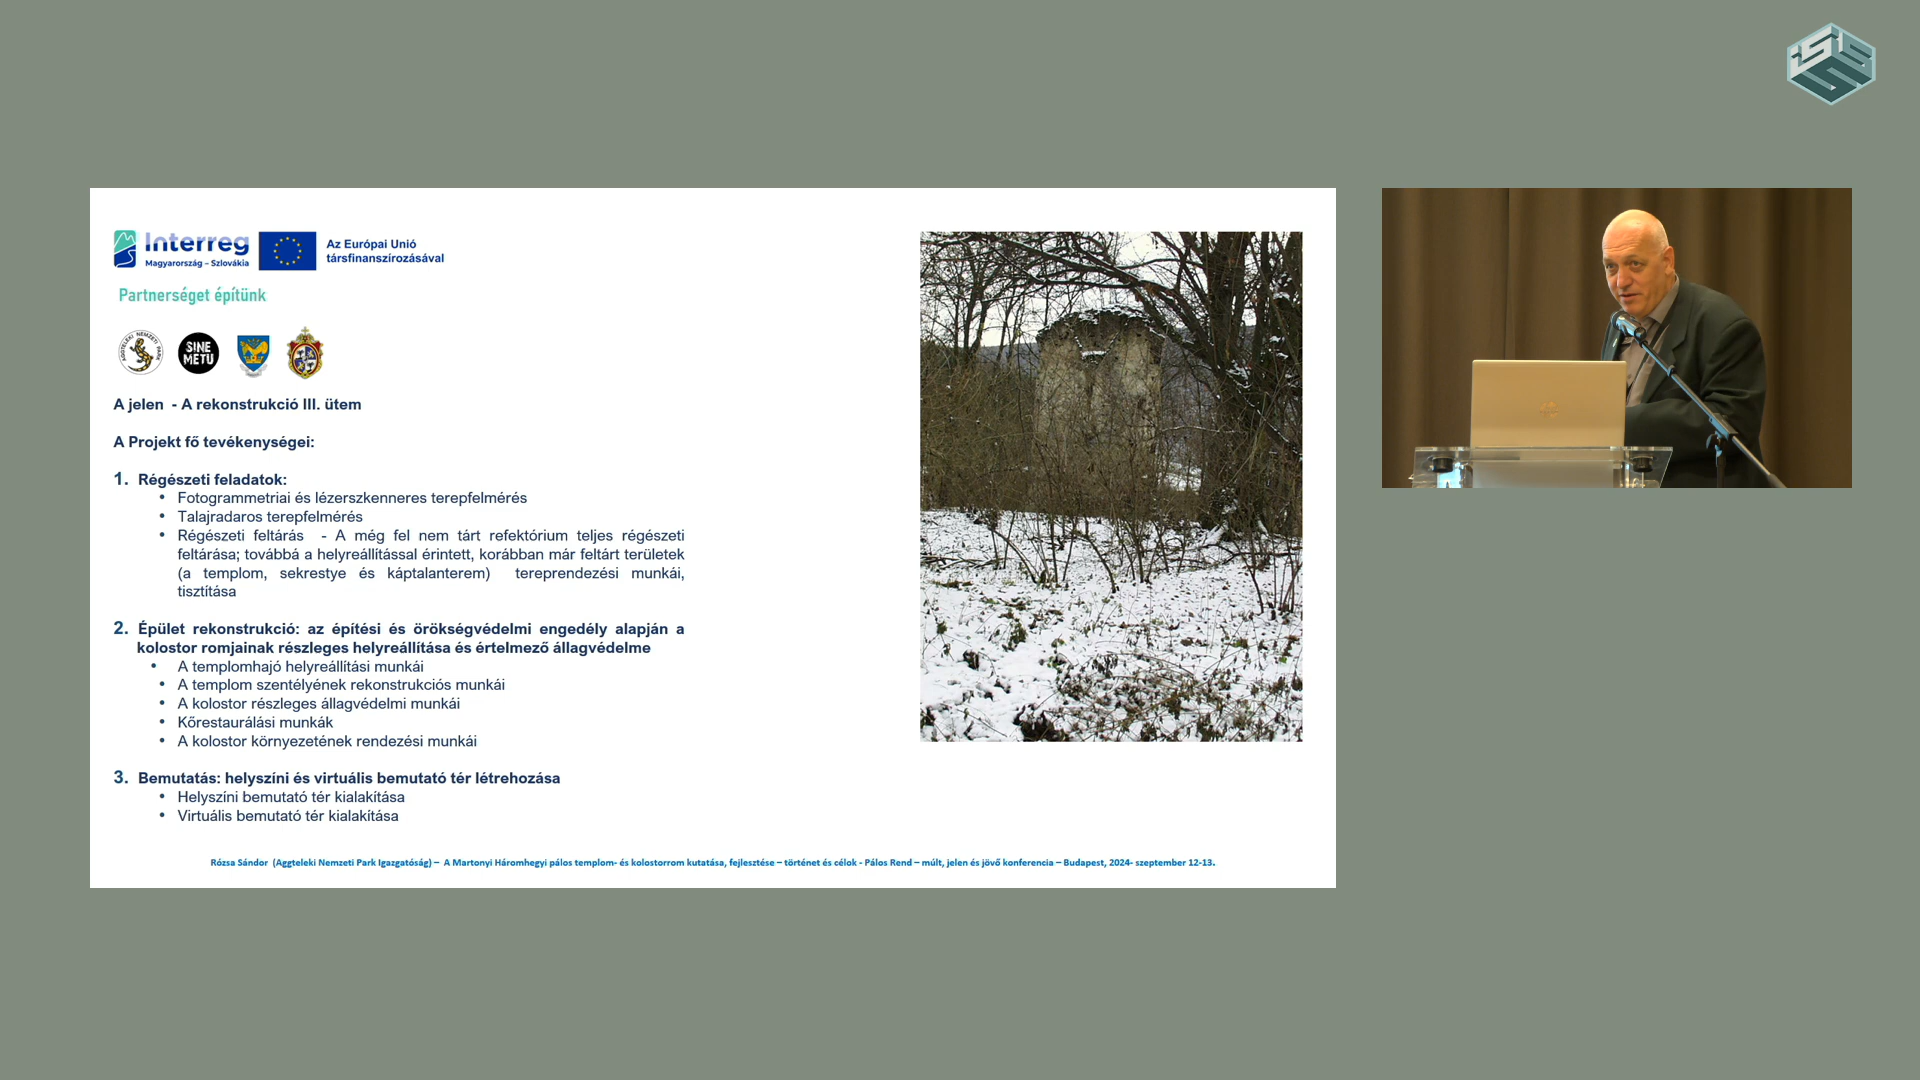 Interreg
Magyarország – Szlovákia
Az Európai Unió
társfinanszírozásával
Partnerséget építünk
AGGTELEKI NEMZETI PARK
SINE
METU
A jelen - A rekonstrukció III. ütem
A Projekt fő tevékenységei:
1. Régészeti feladatok:
• Fotogrammetriai és lézerszkenneres terepfelmérés
• Talajradaros terepfelmérés
• Régészeti feltárás - A még fel nem tárt refektórium teljes régészeti
feltárása; továbbá a helyreállítással érintett, korábban már feltárt területek
(a templom, sekrestye és káptalanterem) tereprendezési munkái,
tisztítása
2. Épület rekonstrukció: az építési és örökségvédelmi engedély alapján a
kolostor romjainak részleges helyreállítása és értelmező állagvédelme
• A templomhajó helyreállítási munkái
• A templom szentélyének rekonstrukciós munkái
• A kolostor részleges állagvédelmi munkái
• Kőrestaurálási munkák
• A kolostor környezetének rendezési munkái
3. Bemutatás: helyszíni és virtuális bemutató tér létrehozása
• Helyszíni bemutató tér kialakítása
• Virtuális bemutató tér kialakítása
Rózsa Sándor (Aggteleki Nemzeti Park Igazgatóság) – A Martonyi Háromhegyi pálos templom- és kolostorrom kutatása, fejlesztése – történet és célok - Pálos Rend – múlt, jelen és jövő konferencia – Budapest, 2024- szeptember 12-13.